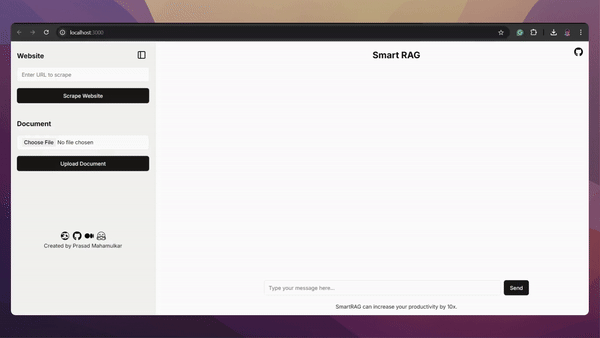 localhost:3000
Website
Smart RAG
Enter URL to scrape
Scrape Website
Document
Choose File No file chosen
Upload Document
Created by Prasad Mahamulkar
Type your message here...
Send
SmartRAG can increase your productivity by 10x.